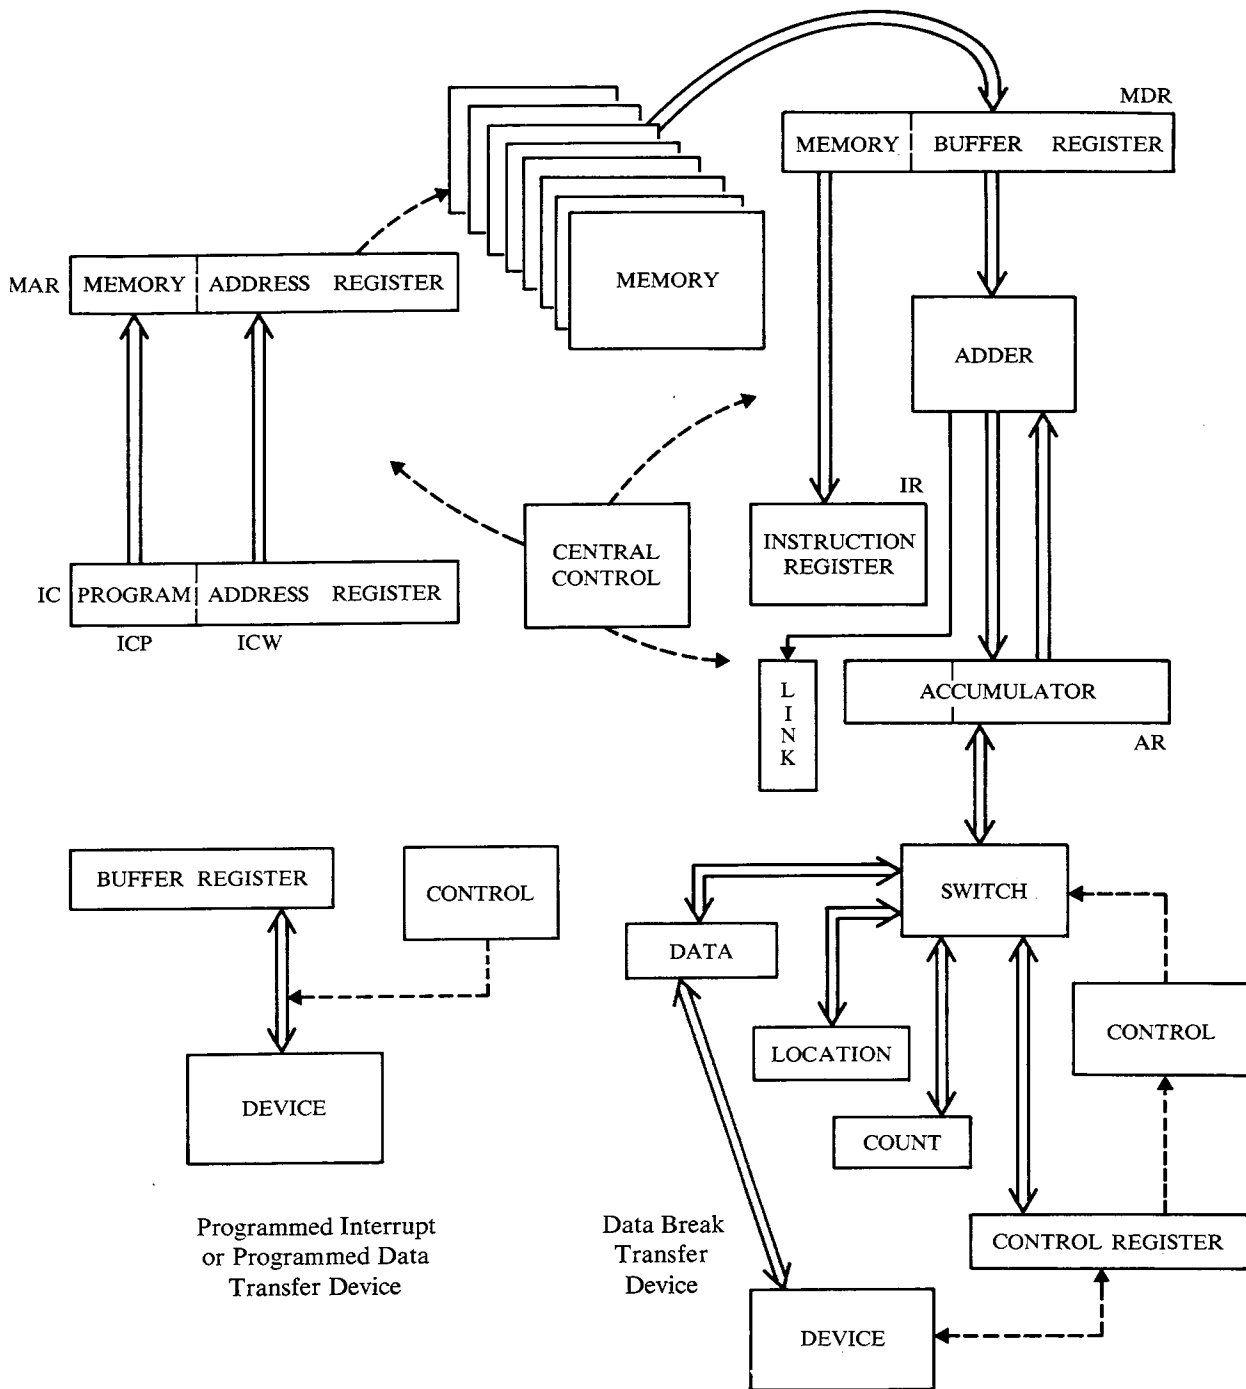 MDR
MEMORY BUFFER REGISTER
MAR MEMORY ADDRESS REGISTER
MEMORY
ADDER
IR
INSTRUCTION
REGISTER
CENTRAL
CONTROL
IC PROGRAM ADDRESS REGISTER
ICP ICW
LINK
ACCUMULATOR
AR
BUFFER REGISTER
CONTROL
DEVICE
Programmed Interrupt
or Programmed Data
Transfer Device
SWITCH
DATA
LOCATION
COUNT
CONTROL
CONTROL REGISTER
Data Break
Transfer
Device
DEVICE